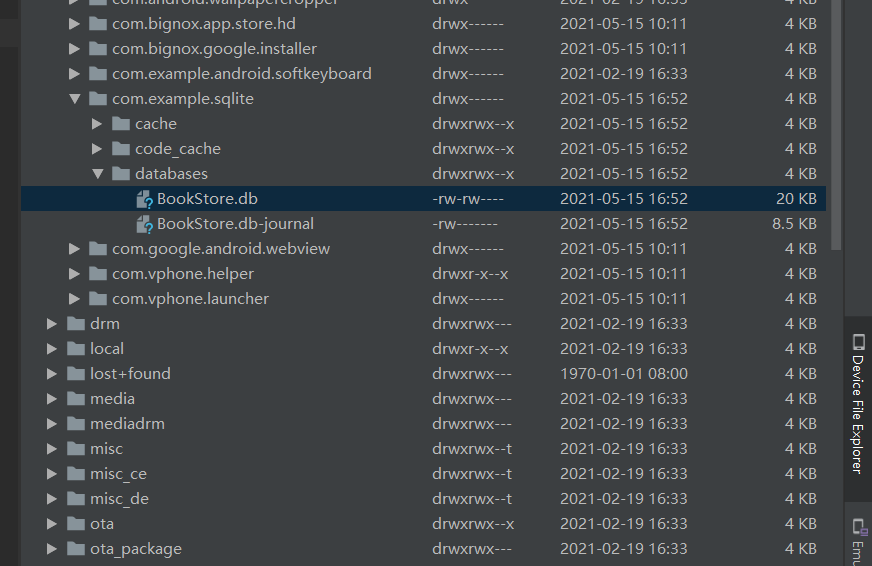 com.android.wallpapercropper drwx------ 2021-02-19 16:33 4 KB
com.bignox.app.store.hd drwx------ 2021-05-15 10:11 4 KB
com.bignox.google.installer drwx------ 2021-05-15 10:11 4 KB
com.example.android.softkeyboard drwx------ 2021-02-19 16:33 4 KB
com.example.sqlite drwx------ 2021-05-15 16:52 4 KB
cache drwxrwx--x 2021-05-15 16:52 4 KB
code_cache drwxrwx--x 2021-05-15 16:52 4 KB
databases drwxrwx--x 2021-05-15 16:52 4 KB
BookStore.db -rw-rw---- 2021-05-15 16:52 20 KB
BookStore.db-journal -rw------- 2021-05-15 16:52 8.5 KB
com.google.android.webview drwx------ 2021-05-15 10:11 4 KB
com.vphone.helper drwxr-x--x 2021-05-15 10:11 4 KB
com.vphone.launcher drwx------ 2021-05-15 10:11 4 KB
drm drwxrwx--- 2021-02-19 16:33 4 KB
local drwxr-x--x 2021-02-19 16:33 4 KB
lost+found drwxrwx--- 1970-01-01 08:00 4 KB
media drwxrwx--- 2021-02-19 16:33 4 KB
mediadrm drwxrwx--- 2021-02-19 16:33 4 KB
misc drwxrwx--t 2021-02-19 16:33 4 KB
misc_ce drwxrwx--t 2021-02-19 16:33 4 KB
misc_de drwxrwx--t 2021-02-19 16:33 4 KB
ota drwxrwx--x 2021-02-19 16:33 4 KB
ota_package drwxrwx--- 2021-02-19 16:33 4 KB
Device File Explorer
Emu